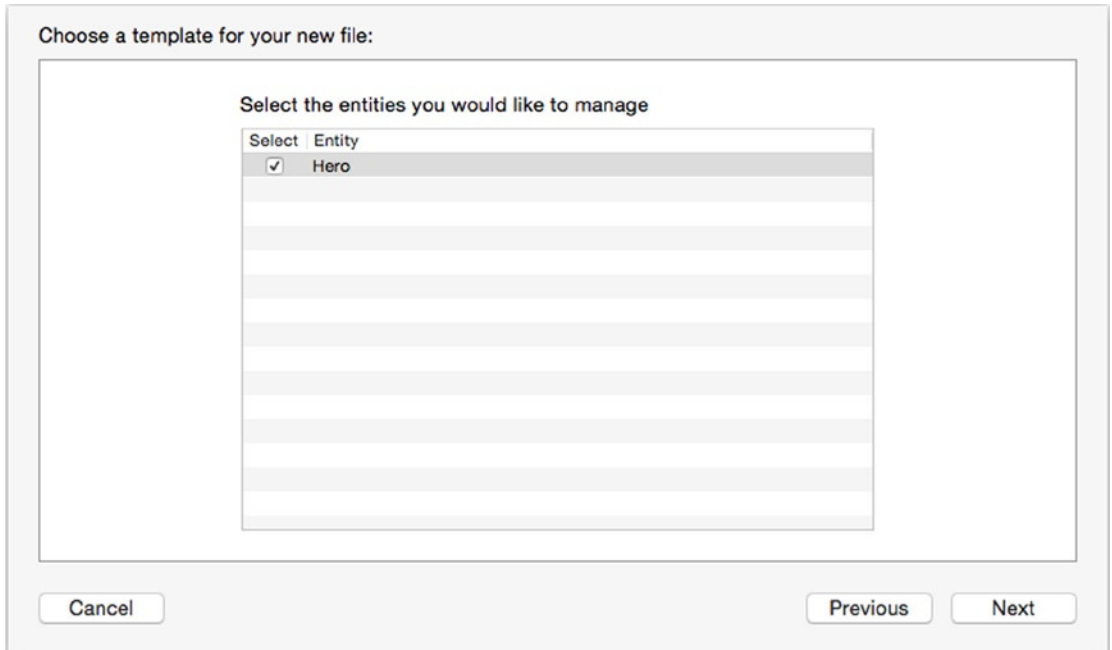 Choose a template for your new file:
Select the entities you would like to manage
Select Entity
Hero
Cancel Previous Next